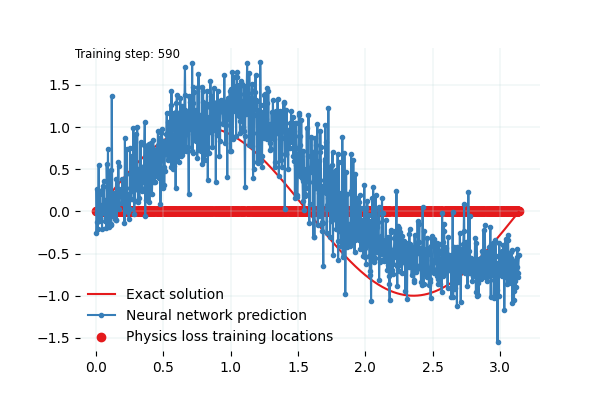 Training step: 590
1.5
1.0
0.5
0.0
−0.5
−1.0
−1.5
Exact solution
Neural network prediction
Physics loss training locations
0.0 0.5 1.0 1.5 2.0 2.5 3.0